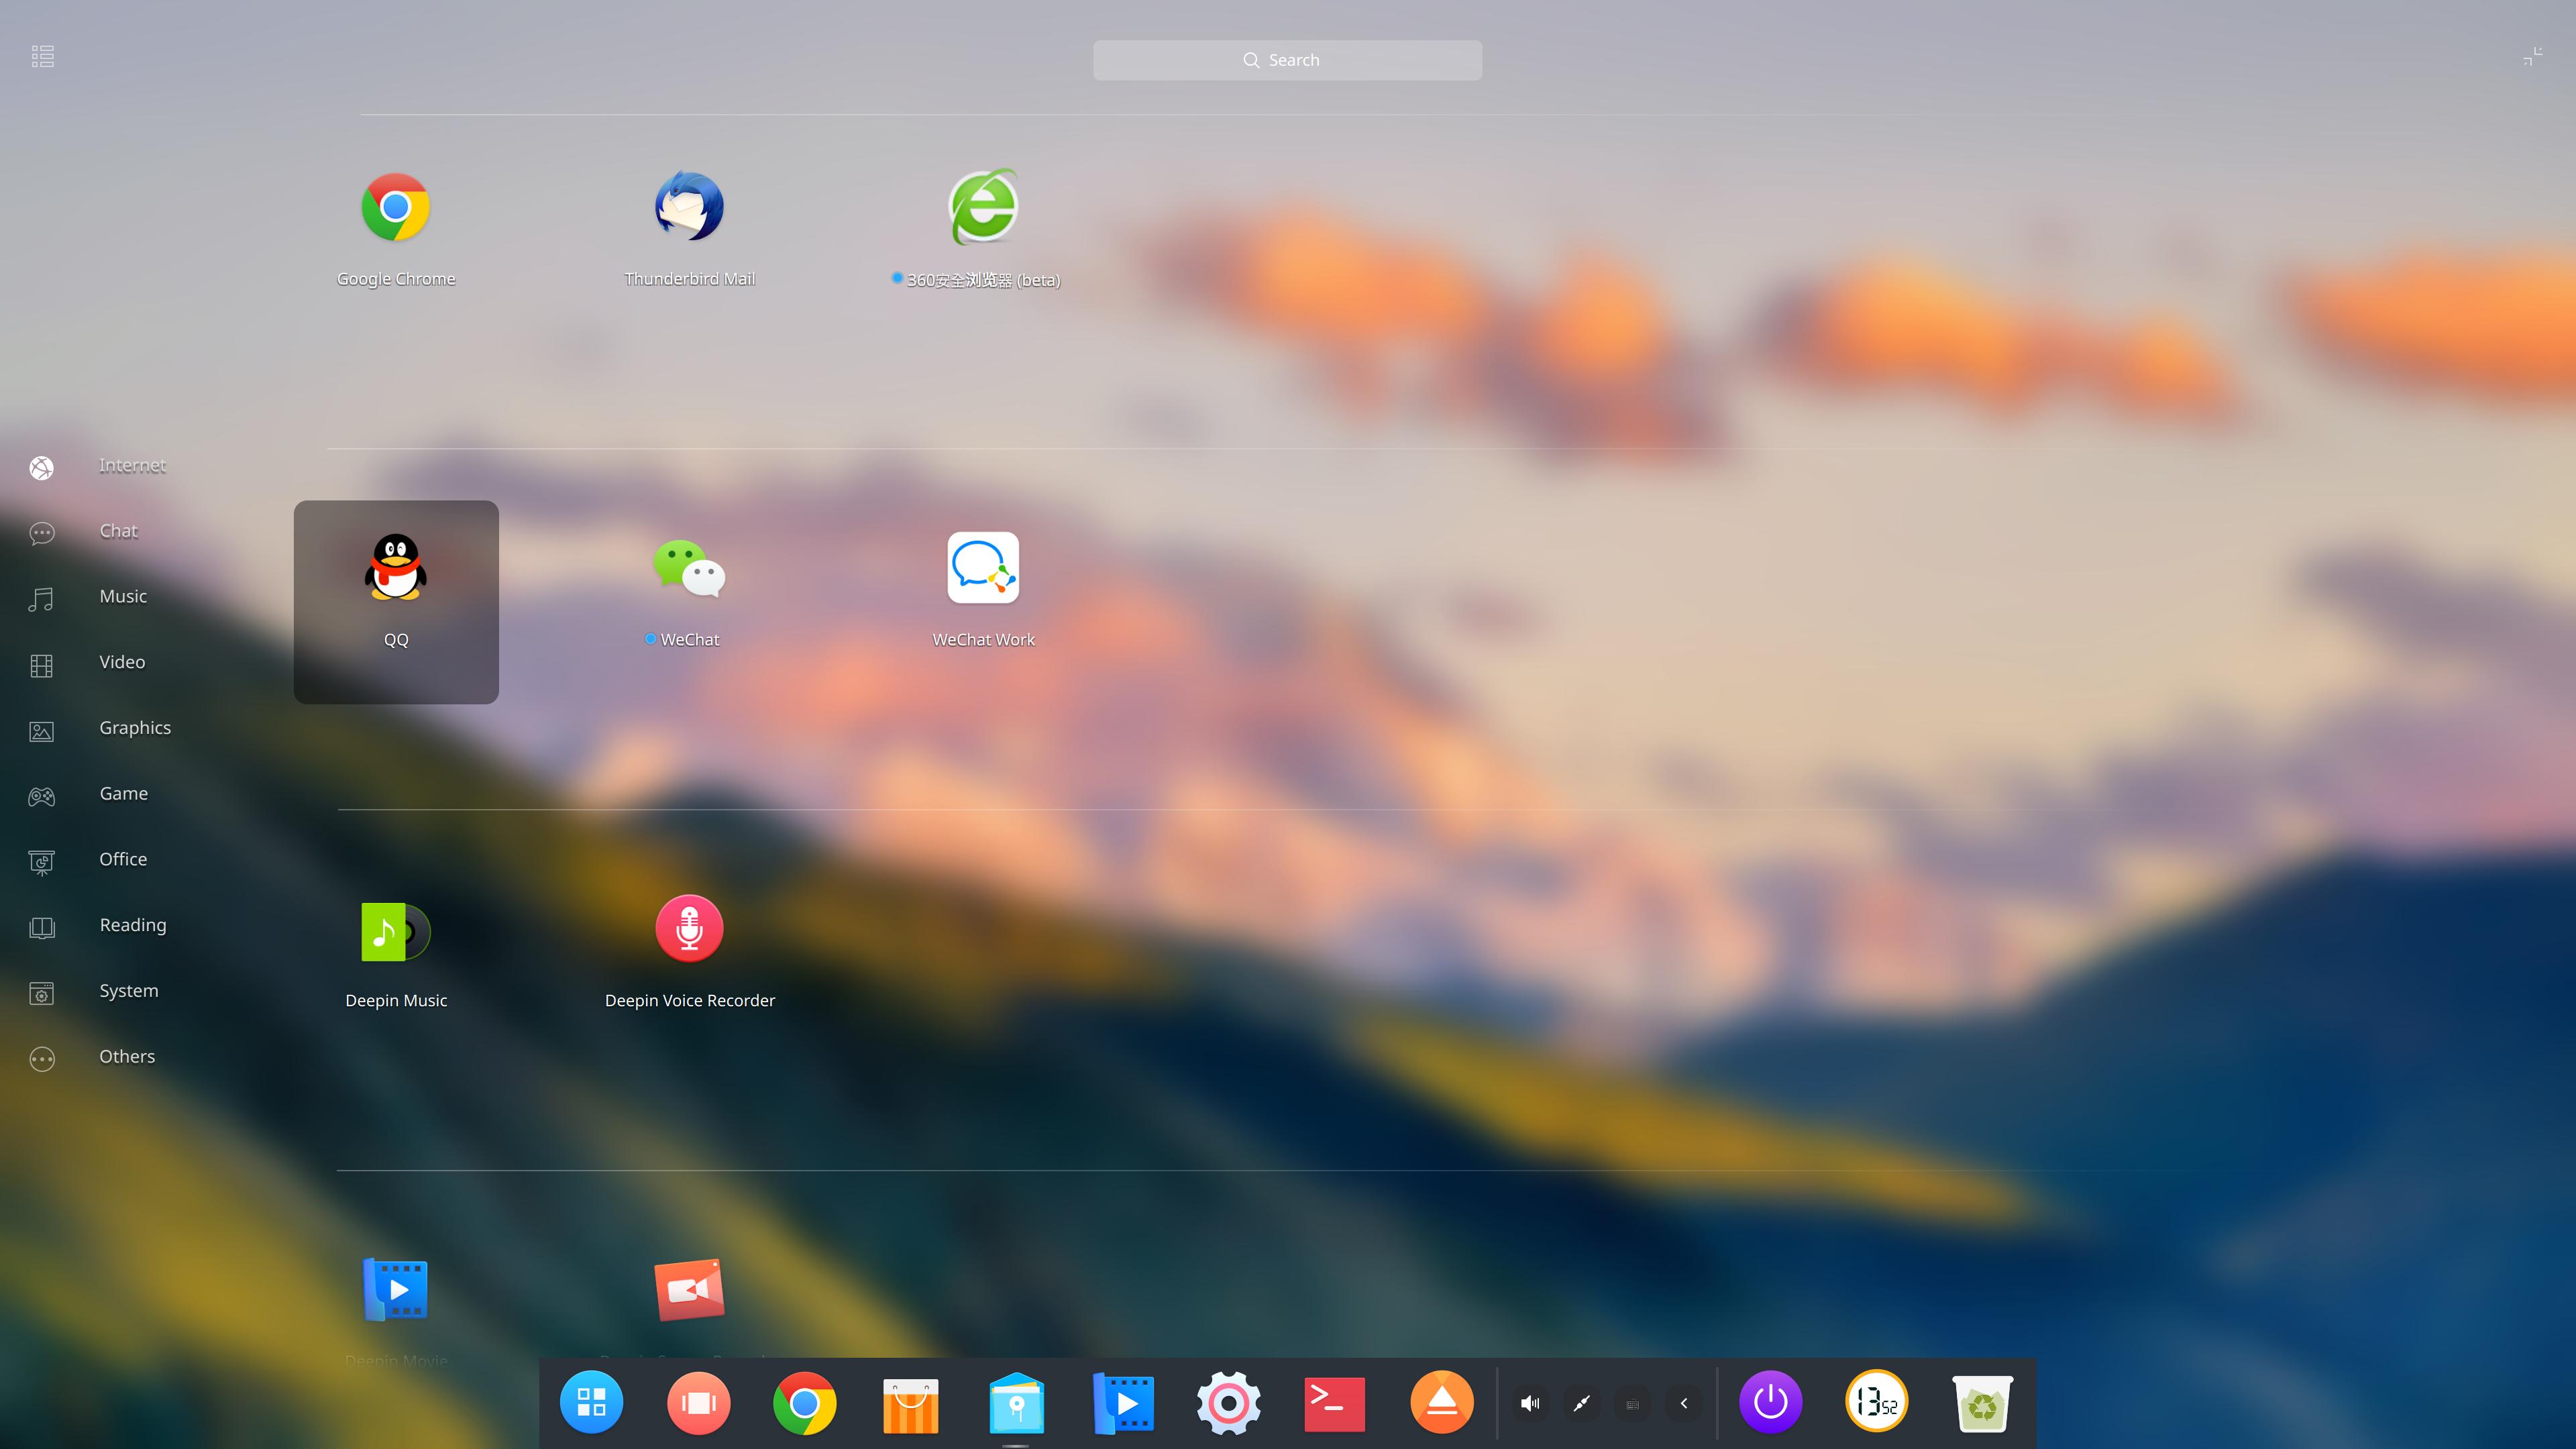 Search
Google Chrome
Thunderbird Mail
360安全浏览器 (beta)
Internet
Chat
Music
Video
Graphics
Game
Office
Reading
System
Others
QQ
WeChat
WeChat Work
Deepin Music
Deepin Voice Recorder
Deepin Movie
13 52